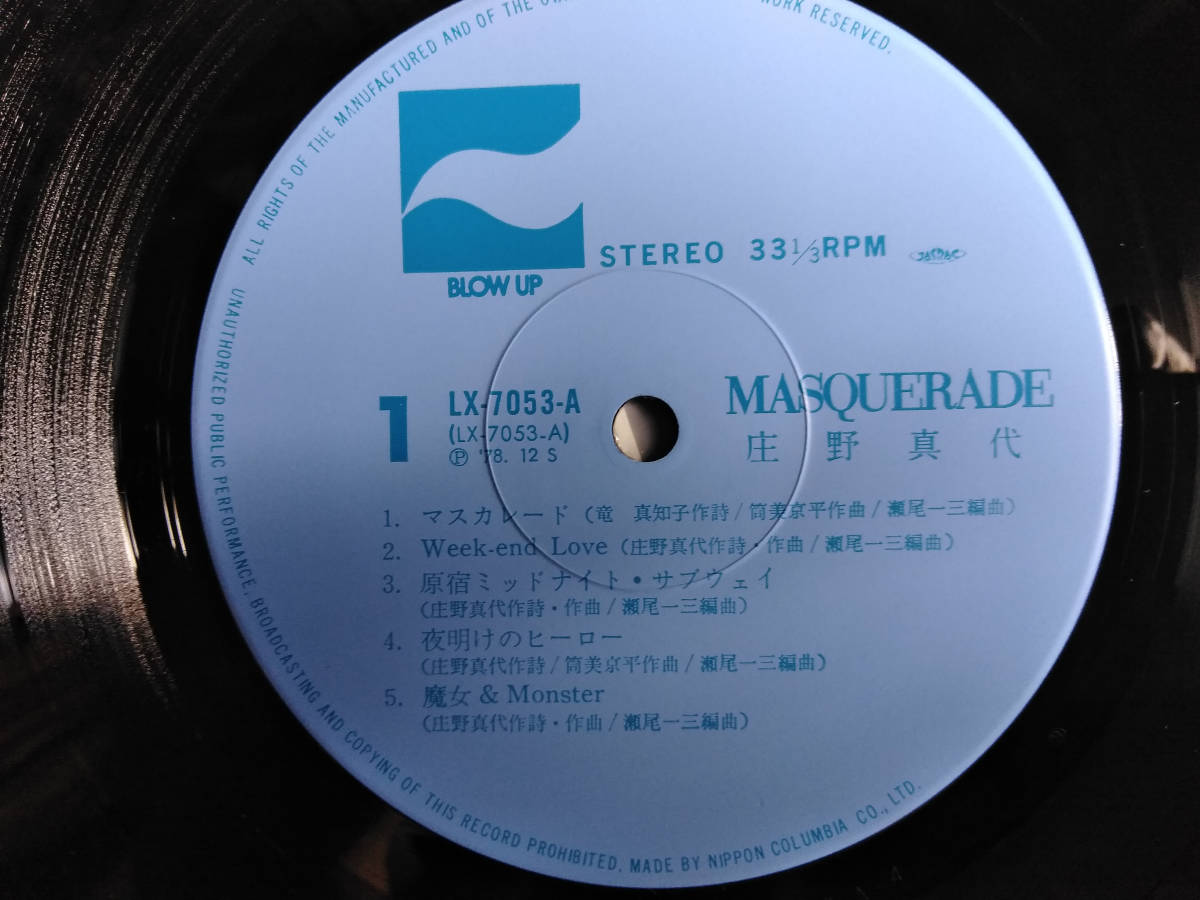 ALL RIGHTS OF THE MANUFACTURED AND OF THE WORK RESERVED.
BLOW UP
STEREO 33 1/3 RPM
JASRAC
MASQUERADE
庄野真代
1
LX-7053-A
(LX-7053-A)
Ⓟ '78. 12 S
1. マスカレード (竜 真知子作詩/筒美京平作曲/瀬尾一三編曲)
2. Week-end Love (庄野真代作詩・作曲/瀬尾一三編曲)
3. 原宿ミッドナイト・サブウェイ
(庄野真代作詩・作曲/瀬尾一三編曲)
4. 夜明けのヒーロー
(庄野真代作詩/筒美京平作曲/瀬尾一三編曲)
5. 魔女 & Monster
(庄野真代作詩・作曲/瀬尾一三編曲)
UNAUTHORIZED PUBLIC PERFORMANCE, BROADCASTING AND COPYING OF THIS RECORD PROHIBITED. MADE BY NIPPON COLUMBIA CO., LTD.